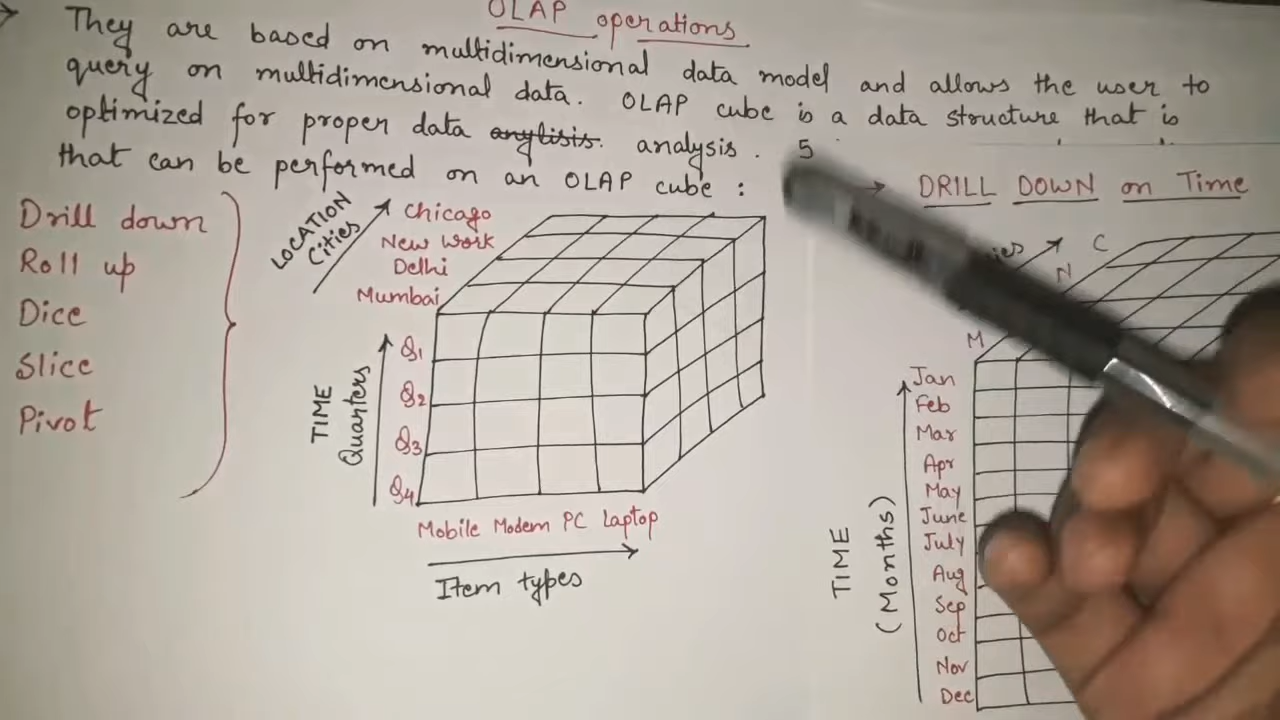 OLAP operations
They are based on multidimensional data model and allows the user to
query on multidimensional data. OLAP cube is a data structure that is
optimized for proper data anylisis. analysis. 5
that can be performed on an OLAP cube :
Drill down
Roll up
Dice
Slice
Pivot
LOCATION
Cities
Chicago
New Work
Delhi
Mumbai
TIME
Quarters
Q1
Q2
Q3
Q4
Mobile Modem PC Laptop
Item types
DRILL DOWN on Time
C
N
M
TIME
(Months)
Jan
Feb
Mar
Apr
May
June
July
Aug
Sep
Oct
Nov
Dec